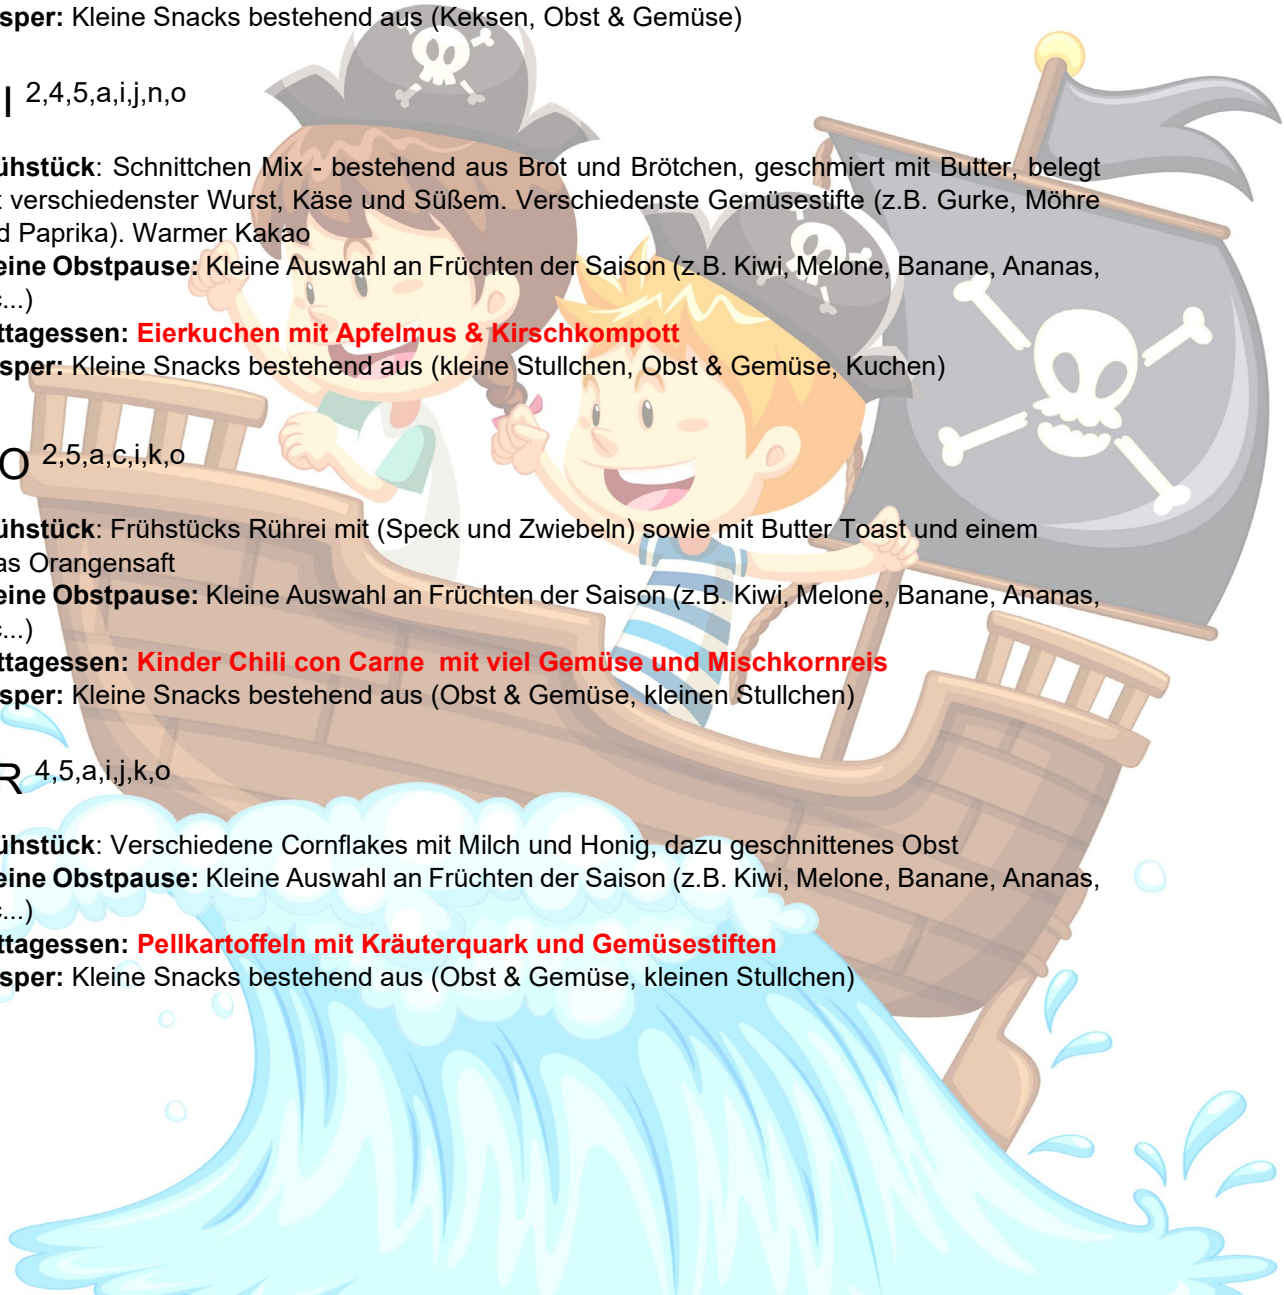 sper: Kleine Snacks bestehend aus (Keksen, Obst & Gemüse)
I 2,4,5,a,i,j,n,o
ühstück: Schnittchen Mix - bestehend aus Brot und Brötchen, geschmiert mit Butter, belegt
t verschiedenster Wurst, Käse und Süßem. Verschiedenste Gemüsestifte (z.B. Gurke, Möhre
d Paprika). Warmer Kakao
eine Obstpause: Kleine Auswahl an Früchten der Saison (z.B. Kiwi, Melone, Banane, Ananas,
c...)
ttagessen: Eierkuchen mit Apfelmus & Kirschkompott
sper: Kleine Snacks bestehend aus (kleine Stullchen, Obst & Gemüse, Kuchen)
O 2,5,a,c,i,k,o
ühstück: Frühstücks Rührei mit (Speck und Zwiebeln) sowie mit Butter Toast und einem
as Orangensaft
eine Obstpause: Kleine Auswahl an Früchten der Saison (z.B. Kiwi, Melone, Banane, Ananas,
c...)
ttagessen: Kinder Chili con Carne mit viel Gemüse und Mischkornreis
sper: Kleine Snacks bestehend aus (Obst & Gemüse, kleinen Stullchen)
R 4,5,a,i,j,k,o
ühstück: Verschiedene Cornflakes mit Milch und Honig, dazu geschnittenes Obst
eine Obstpause: Kleine Auswahl an Früchten der Saison (z.B. Kiwi, Melone, Banane, Ananas,
c...)
ttagessen: Pellkartoffeln mit Kräuterquark und Gemüsestiften
sper: Kleine Snacks bestehend aus (Obst & Gemüse, kleinen Stullchen)